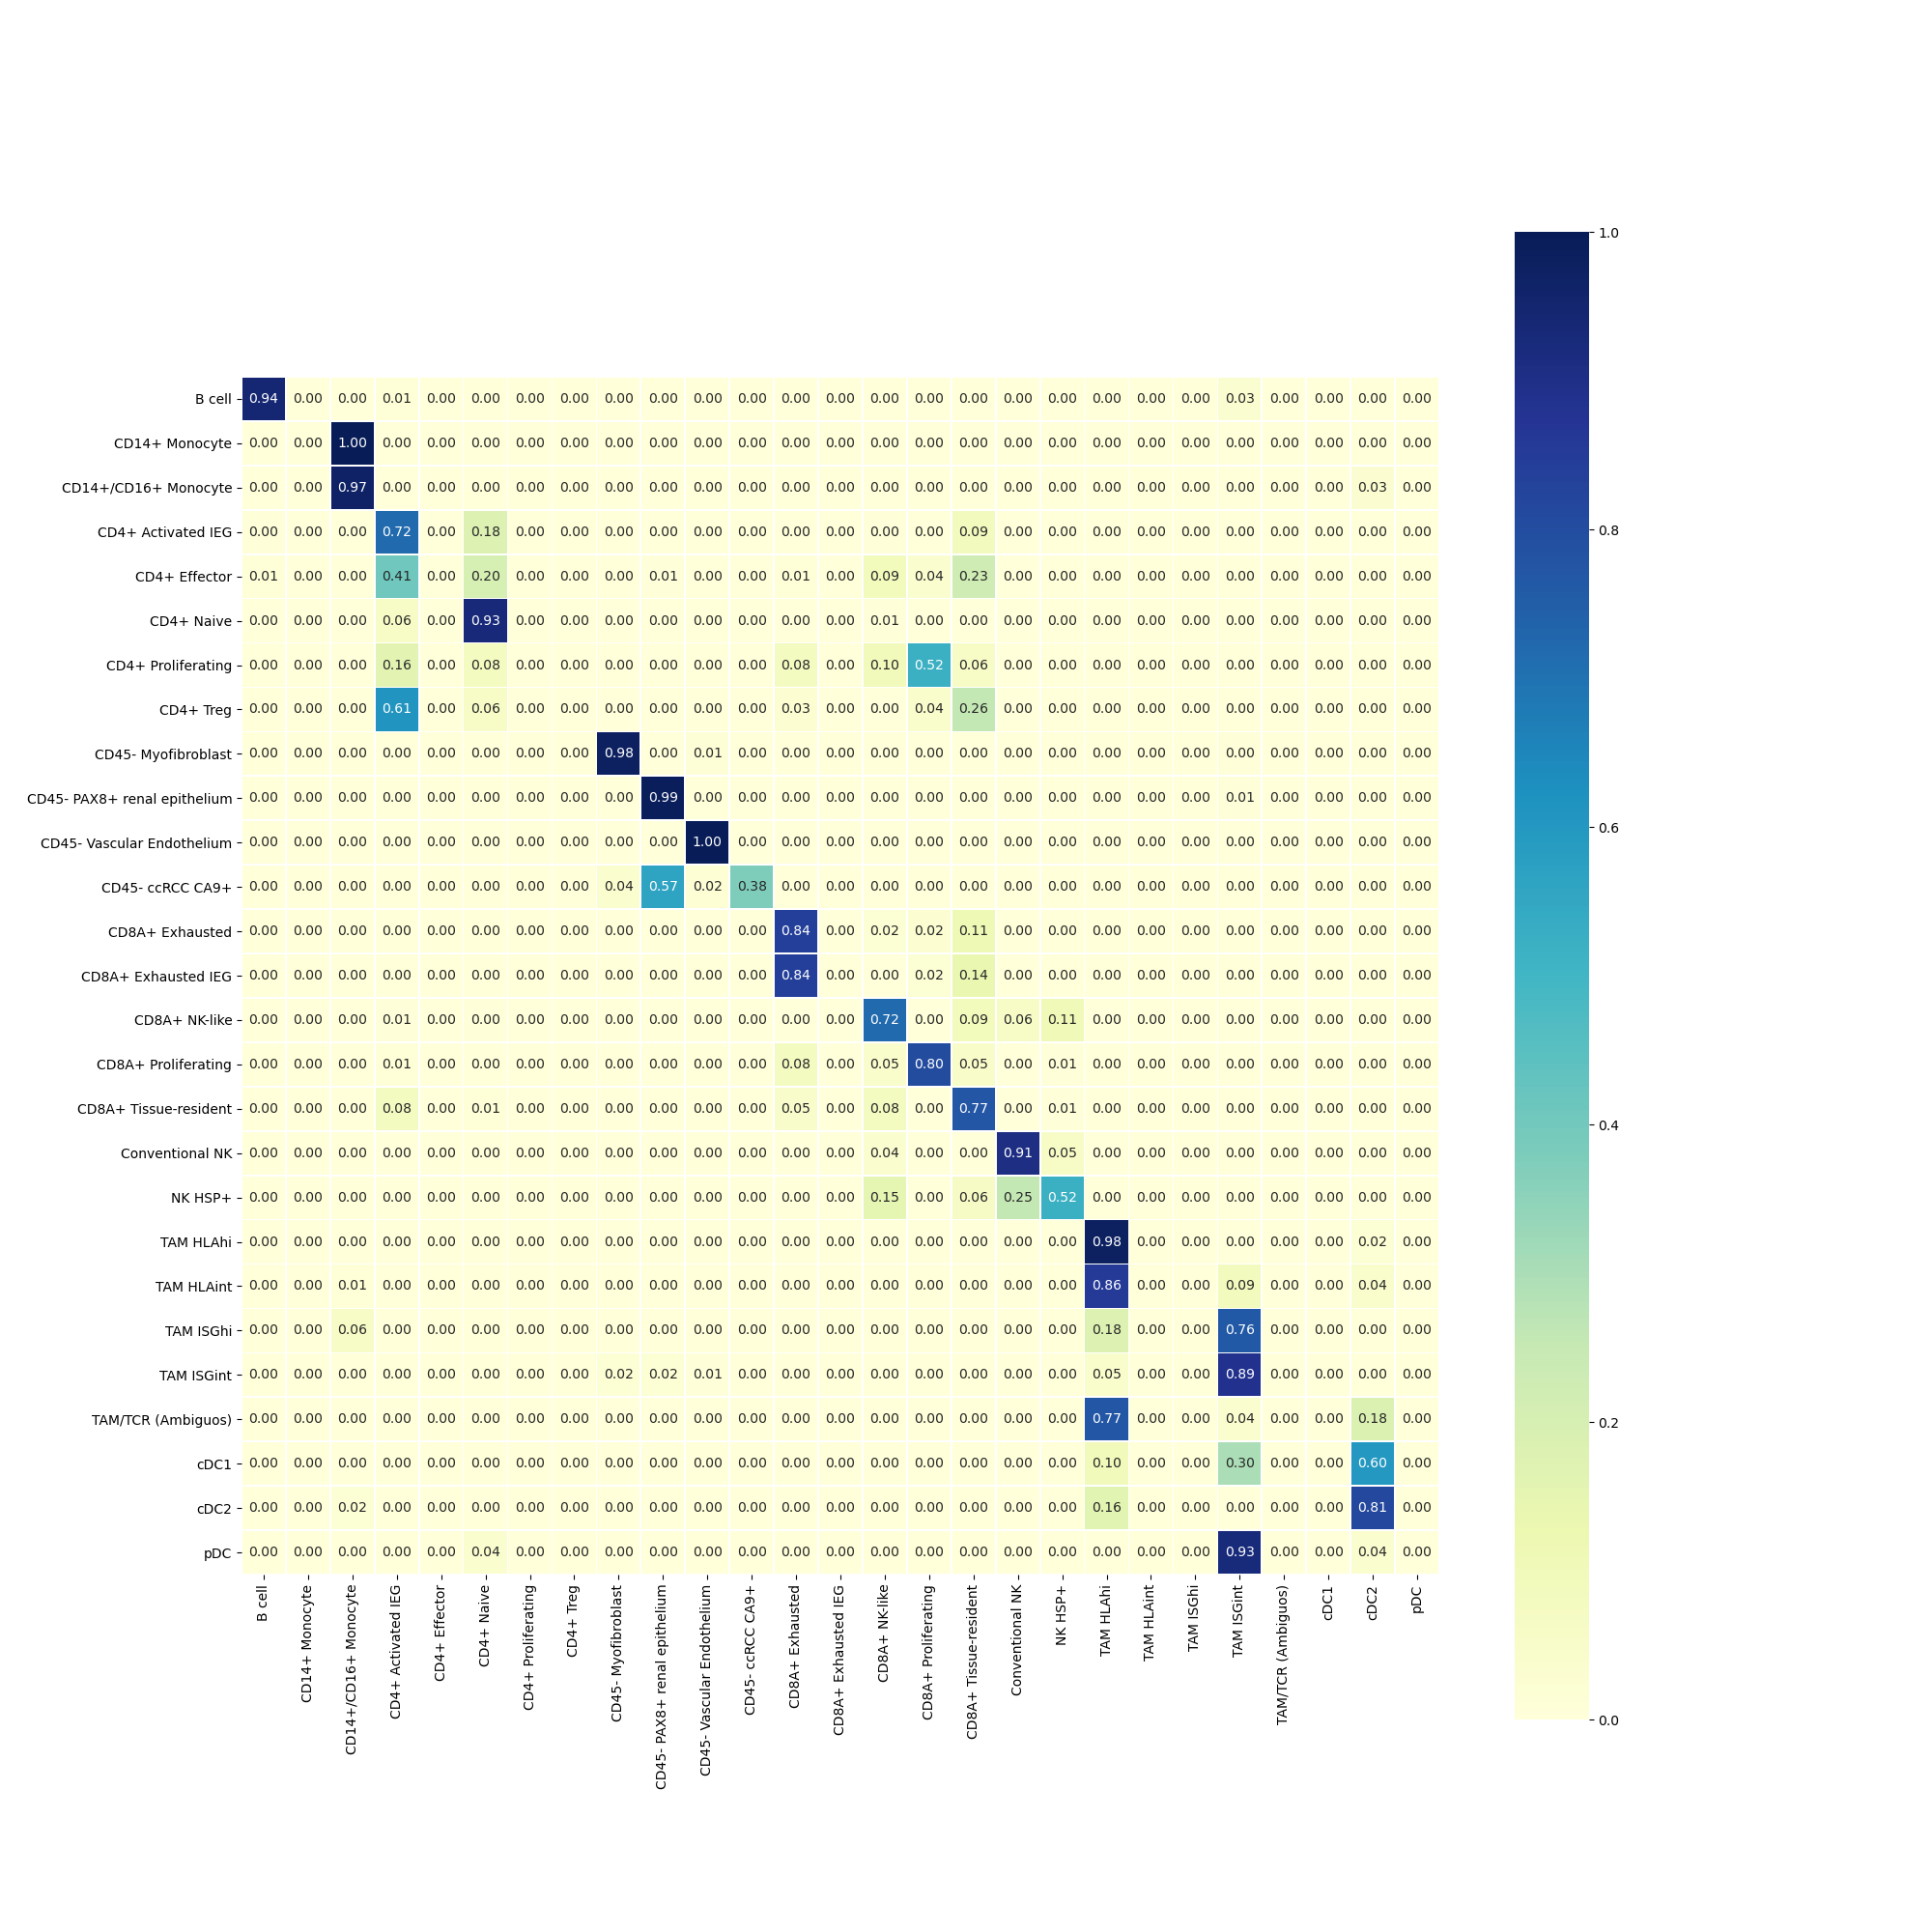 1.0
0.8
0.6
0.4
0.2
0.0
B cell 0.94 0.00 0.00 0.01 0.00 0.00 0.00 0.00 0.00 0.00 0.00 0.00 0.00 0.00 0.00 0.00 0.00 0.00 0.00 0.00 0.00 0.00 0.03 0.00 0.00 0.00 0.00
CD14+ Monocyte 0.00 0.00 1.00 0.00 0.00 0.00 0.00 0.00 0.00 0.00 0.00 0.00 0.00 0.00 0.00 0.00 0.00 0.00 0.00 0.00 0.00 0.00 0.00 0.00 0.00 0.00 0.00
CD14+/CD16+ Monocyte 0.00 0.00 0.97 0.00 0.00 0.00 0.00 0.00 0.00 0.00 0.00 0.00 0.00 0.00 0.00 0.00 0.00 0.00 0.00 0.00 0.00 0.00 0.00 0.00 0.00 0.03 0.00
CD4+ Activated IEG 0.00 0.00 0.00 0.72 0.00 0.18 0.00 0.00 0.00 0.00 0.00 0.00 0.00 0.00 0.00 0.00 0.09 0.00 0.00 0.00 0.00 0.00 0.00 0.00 0.00 0.00 0.00
CD4+ Effector 0.01 0.00 0.00 0.41 0.00 0.20 0.00 0.00 0.00 0.01 0.00 0.00 0.01 0.00 0.09 0.04 0.23 0.00 0.00 0.00 0.00 0.00 0.00 0.00 0.00 0.00 0.00
CD4+ Naive 0.00 0.00 0.00 0.06 0.00 0.93 0.00 0.00 0.00 0.00 0.00 0.00 0.00 0.00 0.01 0.00 0.00 0.00 0.00 0.00 0.00 0.00 0.00 0.00 0.00 0.00 0.00
CD4+ Proliferating 0.00 0.00 0.00 0.16 0.00 0.08 0.00 0.00 0.00 0.00 0.00 0.00 0.08 0.00 0.10 0.52 0.06 0.00 0.00 0.00 0.00 0.00 0.00 0.00 0.00 0.00 0.00
CD4+ Treg 0.00 0.00 0.00 0.61 0.00 0.06 0.00 0.00 0.00 0.00 0.00 0.00 0.03 0.00 0.00 0.04 0.26 0.00 0.00 0.00 0.00 0.00 0.00 0.00 0.00 0.00 0.00
CD45- Myofibroblast 0.00 0.00 0.00 0.00 0.00 0.00 0.00 0.00 0.98 0.00 0.01 0.00 0.00 0.00 0.00 0.00 0.00 0.00 0.00 0.00 0.00 0.00 0.00 0.00 0.00 0.00 0.00
CD45- PAX8+ renal epithelium 0.00 0.00 0.00 0.00 0.00 0.00 0.00 0.00 0.00 0.99 0.00 0.00 0.00 0.00 0.00 0.00 0.00 0.00 0.00 0.00 0.00 0.00 0.01 0.00 0.00 0.00 0.00
CD45- Vascular Endothelium 0.00 0.00 0.00 0.00 0.00 0.00 0.00 0.00 0.00 0.00 1.00 0.00 0.00 0.00 0.00 0.00 0.00 0.00 0.00 0.00 0.00 0.00 0.00 0.00 0.00 0.00 0.00
CD45- ccRCC CA9+ 0.00 0.00 0.00 0.00 0.00 0.00 0.00 0.00 0.04 0.57 0.02 0.38 0.00 0.00 0.00 0.00 0.00 0.00 0.00 0.00 0.00 0.00 0.00 0.00 0.00 0.00 0.00
CD8A+ Exhausted 0.00 0.00 0.00 0.00 0.00 0.00 0.00 0.00 0.00 0.00 0.00 0.00 0.84 0.00 0.02 0.02 0.11 0.00 0.00 0.00 0.00 0.00 0.00 0.00 0.00 0.00 0.00
CD8A+ Exhausted IEG 0.00 0.00 0.00 0.00 0.00 0.00 0.00 0.00 0.00 0.00 0.00 0.00 0.84 0.00 0.00 0.02 0.14 0.00 0.00 0.00 0.00 0.00 0.00 0.00 0.00 0.00 0.00
CD8A+ NK-like 0.00 0.00 0.00 0.01 0.00 0.00 0.00 0.00 0.00 0.00 0.00 0.00 0.00 0.00 0.72 0.00 0.09 0.06 0.11 0.00 0.00 0.00 0.00 0.00 0.00 0.00 0.00
CD8A+ Proliferating 0.00 0.00 0.00 0.01 0.00 0.00 0.00 0.00 0.00 0.00 0.00 0.00 0.08 0.00 0.05 0.80 0.05 0.00 0.01 0.00 0.00 0.00 0.00 0.00 0.00 0.00 0.00
CD8A+ Tissue-resident 0.00 0.00 0.00 0.08 0.00 0.01 0.00 0.00 0.00 0.00 0.00 0.00 0.05 0.00 0.08 0.00 0.77 0.00 0.01 0.00 0.00 0.00 0.00 0.00 0.00 0.00 0.00
Conventional NK 0.00 0.00 0.00 0.00 0.00 0.00 0.00 0.00 0.00 0.00 0.00 0.00 0.00 0.00 0.04 0.00 0.00 0.91 0.05 0.00 0.00 0.00 0.00 0.00 0.00 0.00 0.00
NK HSP+ 0.00 0.00 0.00 0.00 0.00 0.00 0.00 0.00 0.00 0.00 0.00 0.00 0.00 0.00 0.15 0.00 0.06 0.25 0.52 0.00 0.00 0.00 0.00 0.00 0.00 0.00 0.00
TAM HLAhi 0.00 0.00 0.00 0.00 0.00 0.00 0.00 0.00 0.00 0.00 0.00 0.00 0.00 0.00 0.00 0.00 0.00 0.00 0.00 0.98 0.00 0.00 0.00 0.00 0.00 0.02 0.00
TAM HLAint 0.00 0.00 0.01 0.00 0.00 0.00 0.00 0.00 0.00 0.00 0.00 0.00 0.00 0.00 0.00 0.00 0.00 0.00 0.00 0.86 0.00 0.00 0.09 0.00 0.00 0.04 0.00
TAM ISGhi 0.00 0.00 0.06 0.00 0.00 0.00 0.00 0.00 0.00 0.00 0.00 0.00 0.00 0.00 0.00 0.00 0.00 0.00 0.00 0.18 0.00 0.00 0.76 0.00 0.00 0.00 0.00
TAM ISGint 0.00 0.00 0.00 0.00 0.00 0.00 0.00 0.00 0.02 0.02 0.01 0.00 0.00 0.00 0.00 0.00 0.00 0.00 0.00 0.05 0.00 0.00 0.89 0.00 0.00 0.00 0.00
TAM/TCR (Ambiguos) 0.00 0.00 0.00 0.00 0.00 0.00 0.00 0.00 0.00 0.00 0.00 0.00 0.00 0.00 0.00 0.00 0.00 0.00 0.00 0.77 0.00 0.00 0.04 0.00 0.00 0.18 0.00
cDC1 0.00 0.00 0.00 0.00 0.00 0.00 0.00 0.00 0.00 0.00 0.00 0.00 0.00 0.00 0.00 0.00 0.00 0.00 0.00 0.10 0.00 0.00 0.30 0.00 0.00 0.60 0.00
cDC2 0.00 0.00 0.02 0.00 0.00 0.00 0.00 0.00 0.00 0.00 0.00 0.00 0.00 0.00 0.00 0.00 0.00 0.00 0.00 0.16 0.00 0.00 0.00 0.00 0.00 0.81 0.00
pDC 0.00 0.00 0.00 0.00 0.00 0.04 0.00 0.00 0.00 0.00 0.00 0.00 0.00 0.00 0.00 0.00 0.00 0.00 0.00 0.00 0.00 0.00 0.93 0.00 0.00 0.04 0.00
B cell
CD14+ Monocyte
CD14+/CD16+ Monocyte
CD4+ Activated IEG
CD4+ Effector
CD4+ Naive
CD4+ Proliferating
CD4+ Treg
CD45- Myofibroblast
CD45- PAX8+ renal epithelium
CD45- Vascular Endothelium
CD45- ccRCC CA9+
CD8A+ Exhausted
CD8A+ Exhausted IEG
CD8A+ NK-like
CD8A+ Proliferating
CD8A+ Tissue-resident
Conventional NK
NK HSP+
TAM HLAhi
TAM HLAint
TAM ISGhi
TAM ISGint
TAM/TCR (Ambiguos)
cDC1
cDC2
pDC